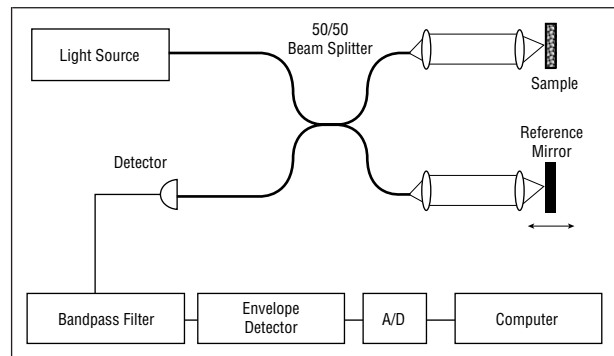 50/50
Beam Splitter
Light Source
Sample
Reference
Mirror
Detector
Bandpass Filter
Envelope
Detector
A/D
Computer